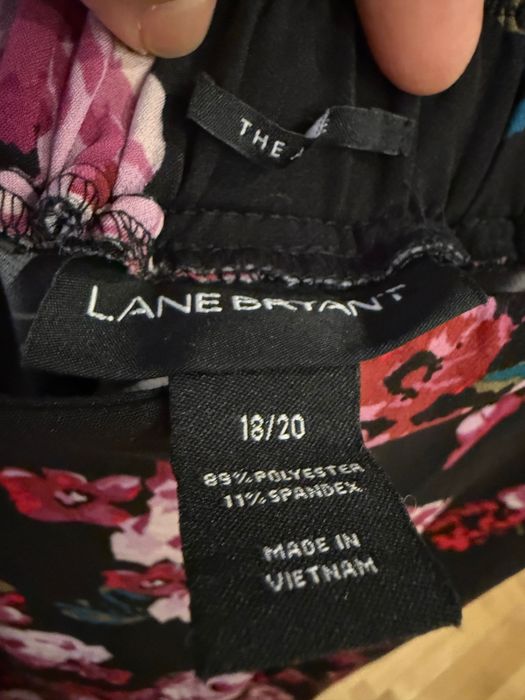 THE
LANE BRYANT
18/20
89% POLYESTER
11% SPANDEX
MADE IN
VIETNAM